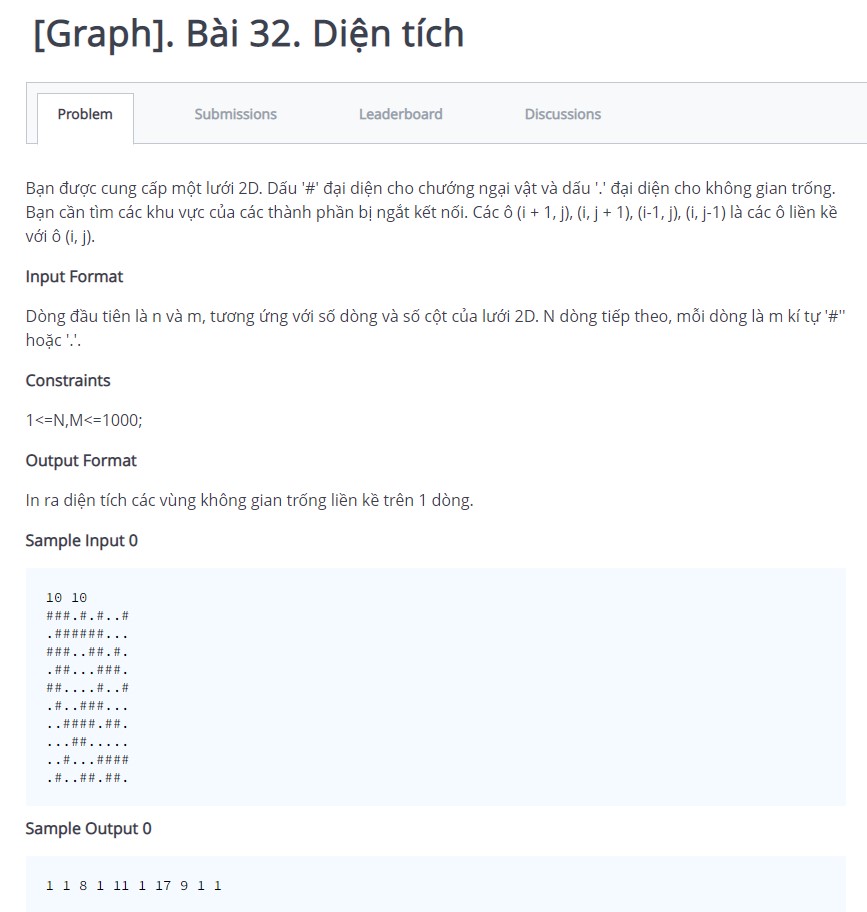 [Graph]. Bài 32. Diện tích
Problem Submissions Leaderboard Discussions
Bạn được cung cấp một lưới 2D. Dấu '#' đại diện cho chướng ngại vật và dấu '.' đại diện cho không gian trống.
Bạn cần tìm các khu vực của các thành phần bị ngắt kết nối. Các ô (i + 1, j), (i, j + 1), (i-1, j), (i, j-1) là các ô liền kề
với ô (i, j).
Input Format
Dòng đầu tiên là n và m, tương ứng với số dòng và số cột của lưới 2D. N dòng tiếp theo, mỗi dòng là m kí tự '#''
hoặc '.'.
Constraints
1<=N,M<=1000;
Output Format
In ra diện tích các vùng không gian trống liền kề trên 1 dòng.
Sample Input 0
10 10
###.#.#..#
.######...
###..##.#.
.##...###.
##....#..#
.#..###...
..####.##.
...##.....
..#...####
.#..##.##.
Sample Output 0
1 1 8 1 11 1 17 9 1 1